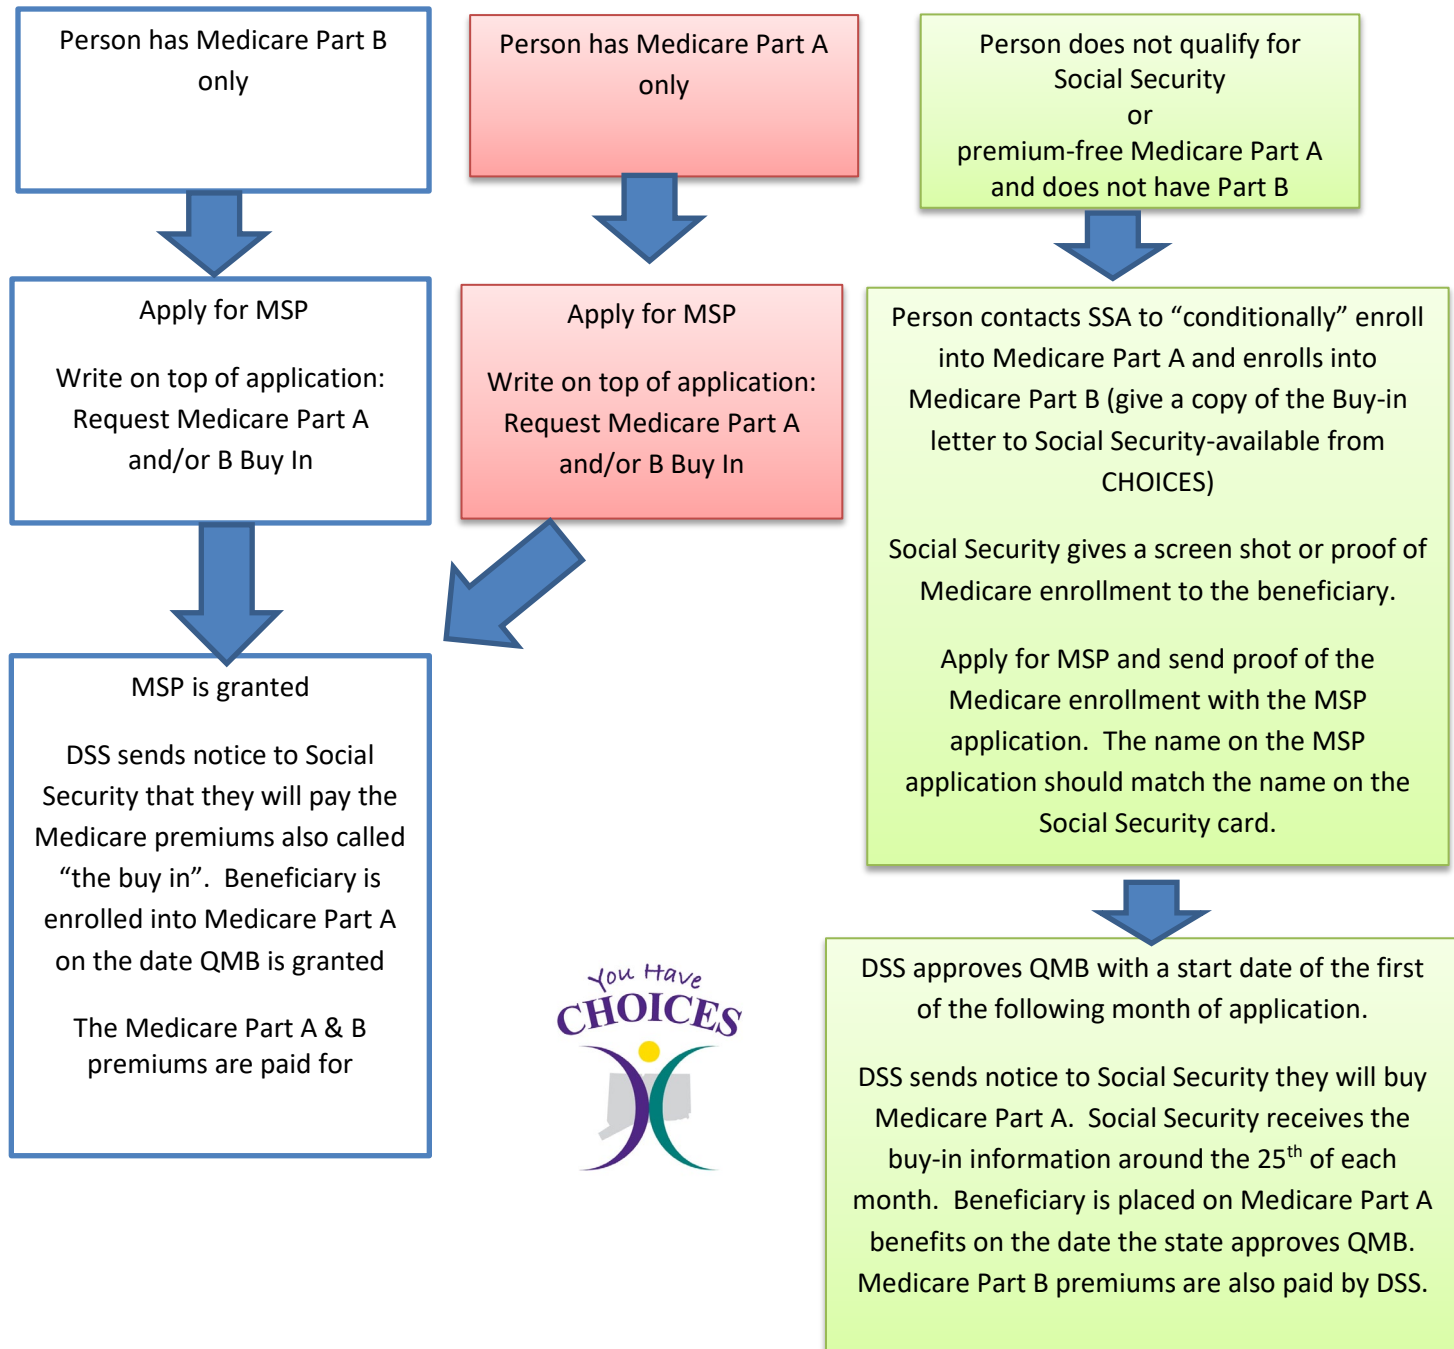 Person has Medicare Part B
only
Person has Medicare Part A
only
Person does not qualify for
Social Security
or
premium-free Medicare Part A
and does not have Part B
Apply for MSP
Write on top of application:
Request Medicare Part A
and/or B Buy In
Apply for MSP
Write on top of application:
Request Medicare Part A
and/or B Buy In
Person contacts SSA to “conditionally” enroll
into Medicare Part A and enrolls into
Medicare Part B (give a copy of the Buy-in
letter to Social Security-available from
CHOICES)
Social Security gives a screen shot or proof of
Medicare enrollment to the beneficiary.
Apply for MSP and send proof of the
Medicare enrollment with the MSP
application.  The name on the MSP
application should match the name on the
Social Security card.
MSP is granted
DSS sends notice to Social
Security that they will pay the
Medicare premiums also called
“the buy in”.  Beneficiary is
enrolled into Medicare Part A
on the date QMB is granted
The Medicare Part A & B
premiums are paid for
You Have
CHOICES
DSS approves QMB with a start date of the first
of the following month of application.
DSS sends notice to Social Security they will buy
Medicare Part A.  Social Security receives the
buy-in information around the 25th of each
month.  Beneficiary is placed on Medicare Part A
benefits on the date the state approves QMB.
Medicare Part B premiums are also paid by DSS.